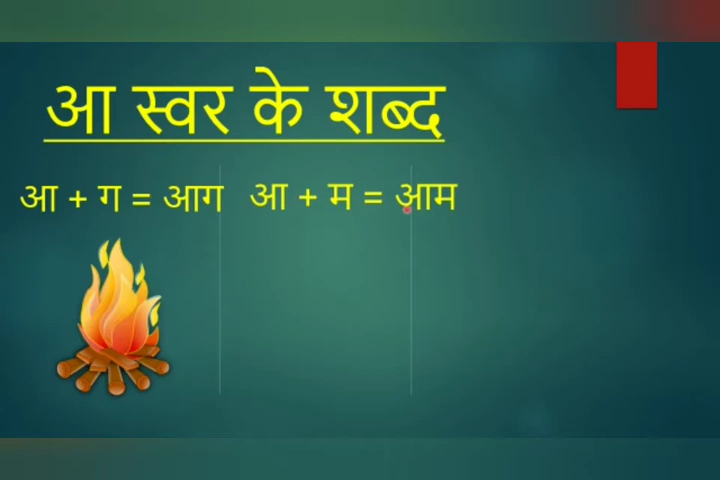 आ स्वर के शब्द
आ + ग = आग आ + म = आम